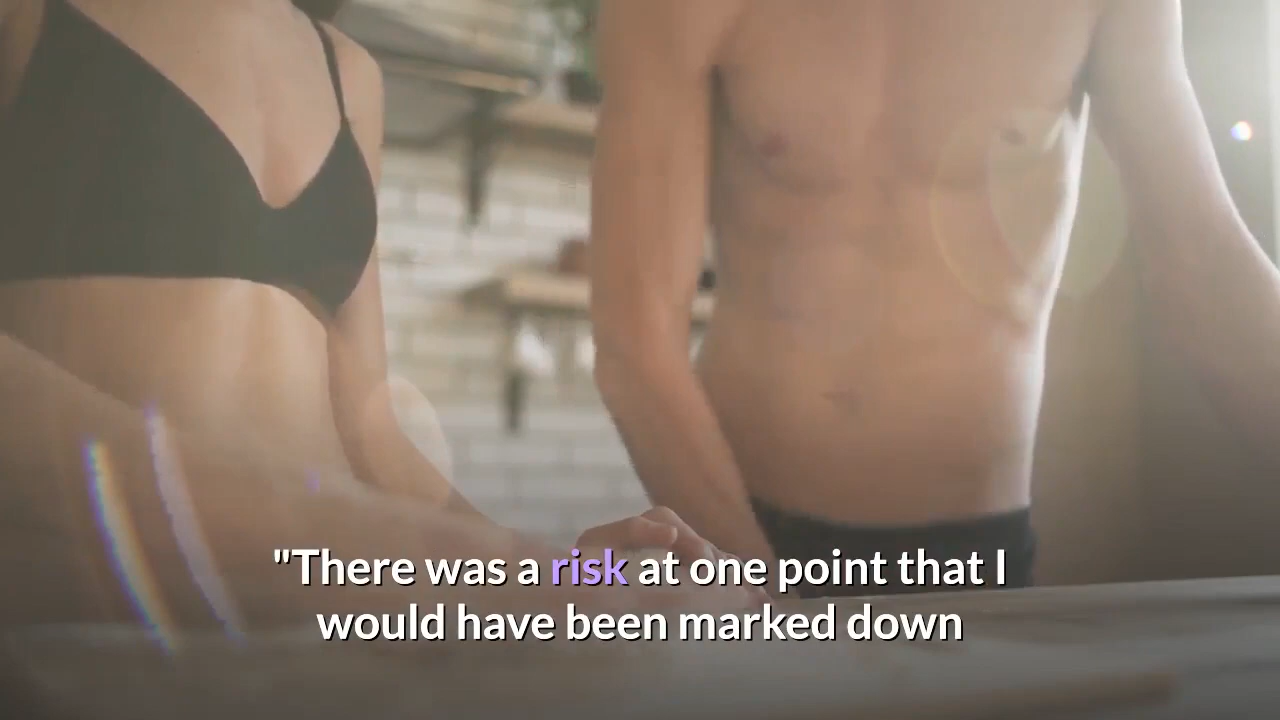 "There was a risk at one point that I
would have been marked down